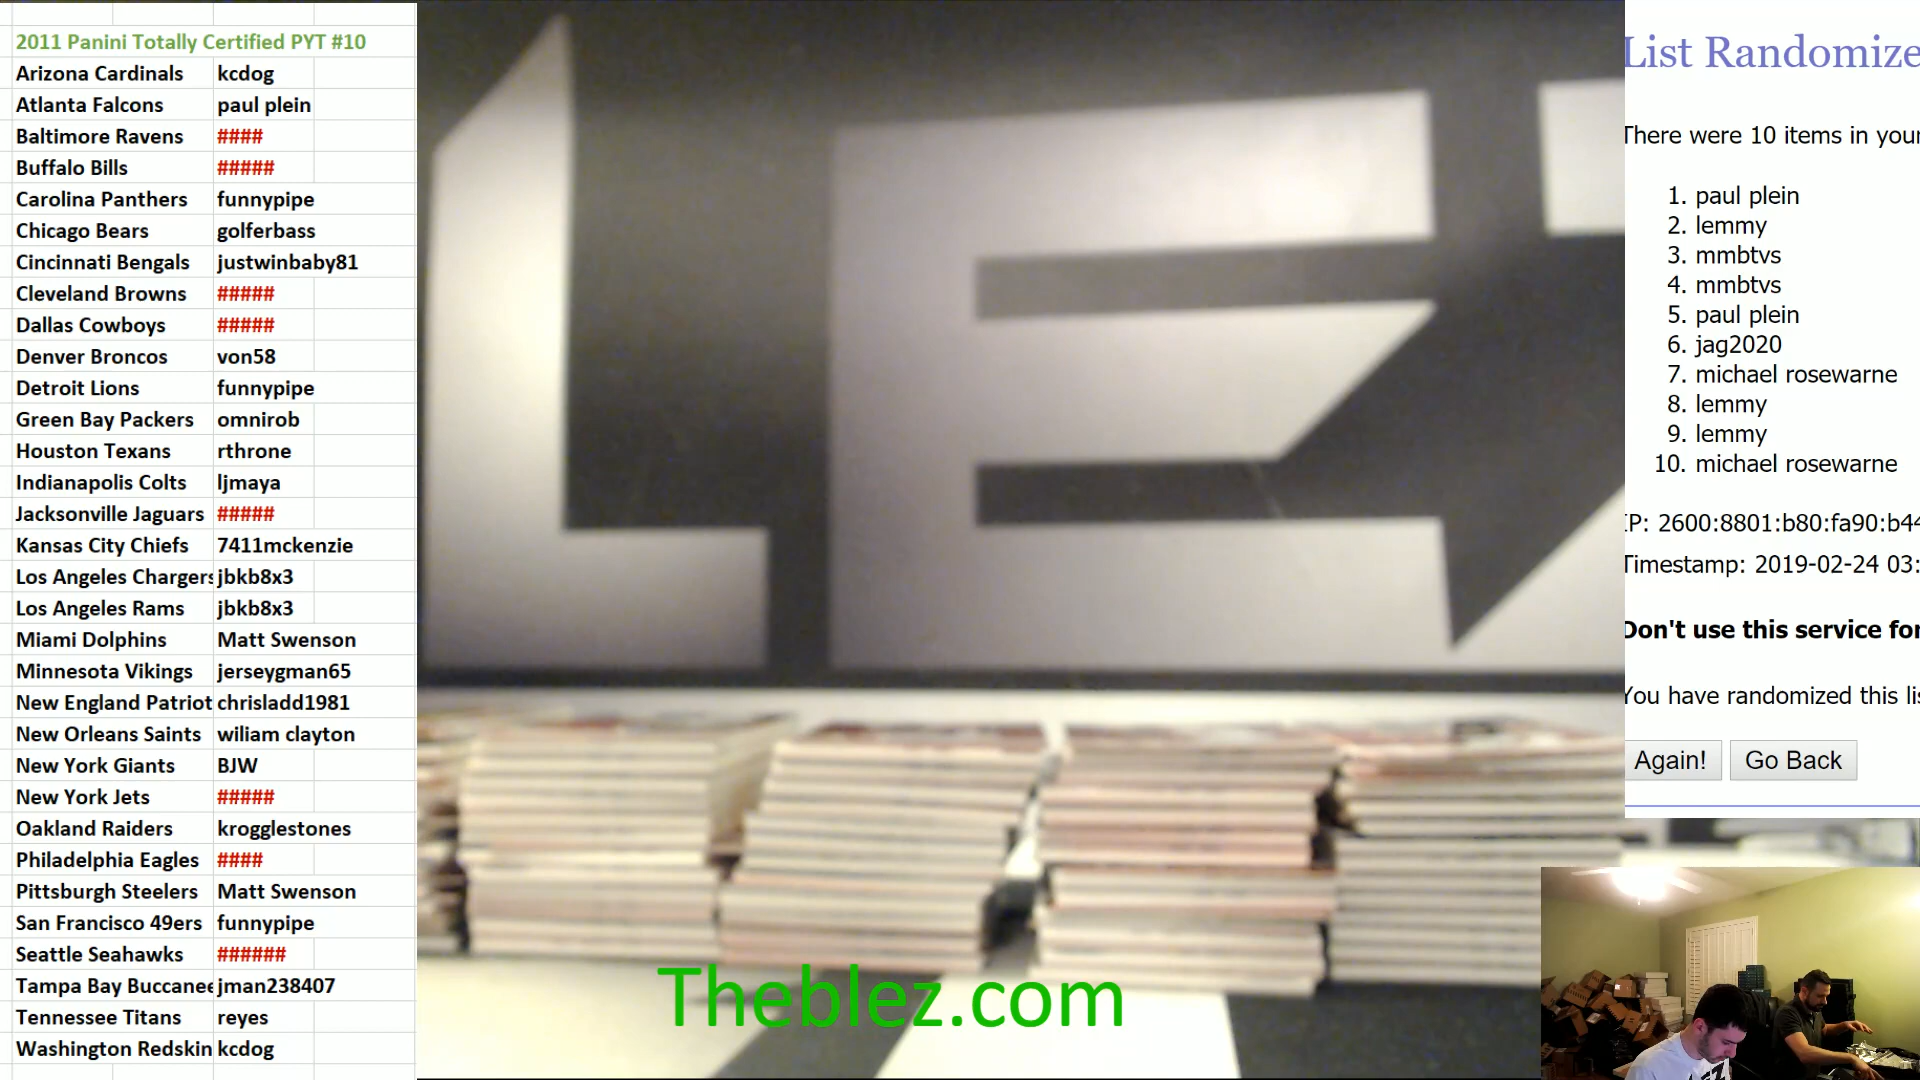 2011 Panini Totally Certified PYT #10
Arizona Cardinals kcdog
Atlanta Falcons paul plein
Baltimore Ravens ####
Buffalo Bills #####
Carolina Panthers funnypipe
Chicago Bears golferbass
Cincinnati Bengals justwinbaby81
Cleveland Browns #####
Dallas Cowboys #####
Denver Broncos von58
Detroit Lions funnypipe
Green Bay Packers omnirob
Houston Texans rthrone
Indianapolis Colts ljmaya
Jacksonville Jaguars #####
Kansas City Chiefs 7411mckenzie
Los Angeles Chargers jbkb8x3
Los Angeles Rams jbkb8x3
Miami Dolphins Matt Swenson
Minnesota Vikings jerseygman65
New England Patriot chrisladd1981
New Orleans Saints wiliam clayton
New York Giants BJW
New York Jets #####
Oakland Raiders krogglestones
Philadelphia Eagles ####
Pittsburgh Steelers Matt Swenson
San Francisco 49ers funnypipe
Seattle Seahawks ######
Tampa Bay Buccanee jman238407
Tennessee Titans reyes
Washington Redskin kcdog
LE
Theblez.com
List Randomize
There were 10 items in your
1. paul plein
2. lemmy
3. mmbtvs
4. mmbtvs
5. paul plein
6. jag2020
7. michael rosewarne
8. lemmy
9. lemmy
10. michael rosewarne
IP: 2600:8801:b80:fa90:b44
Timestamp: 2019-02-24 03:
Don't use this service for
You have randomized this lis
Again! Go Back